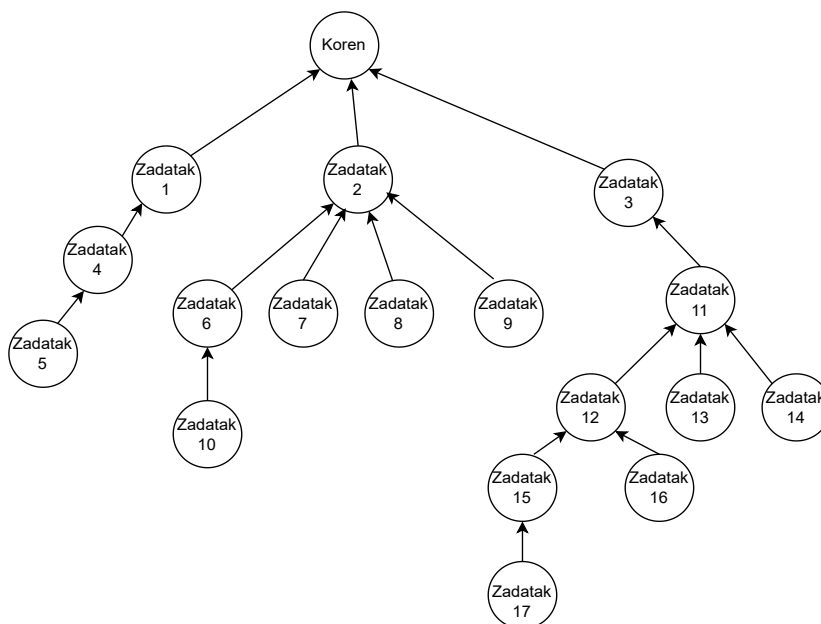 Koren
Zadatak
1
Zadatak
2
Zadatak
3
Zadatak
4
Zadatak
5
Zadatak
6
Zadatak
7
Zadatak
8
Zadatak
9
Zadatak
11
Zadatak
10
Zadatak
12
Zadatak
13
Zadatak
14
Zadatak
15
Zadatak
16
Zadatak
17